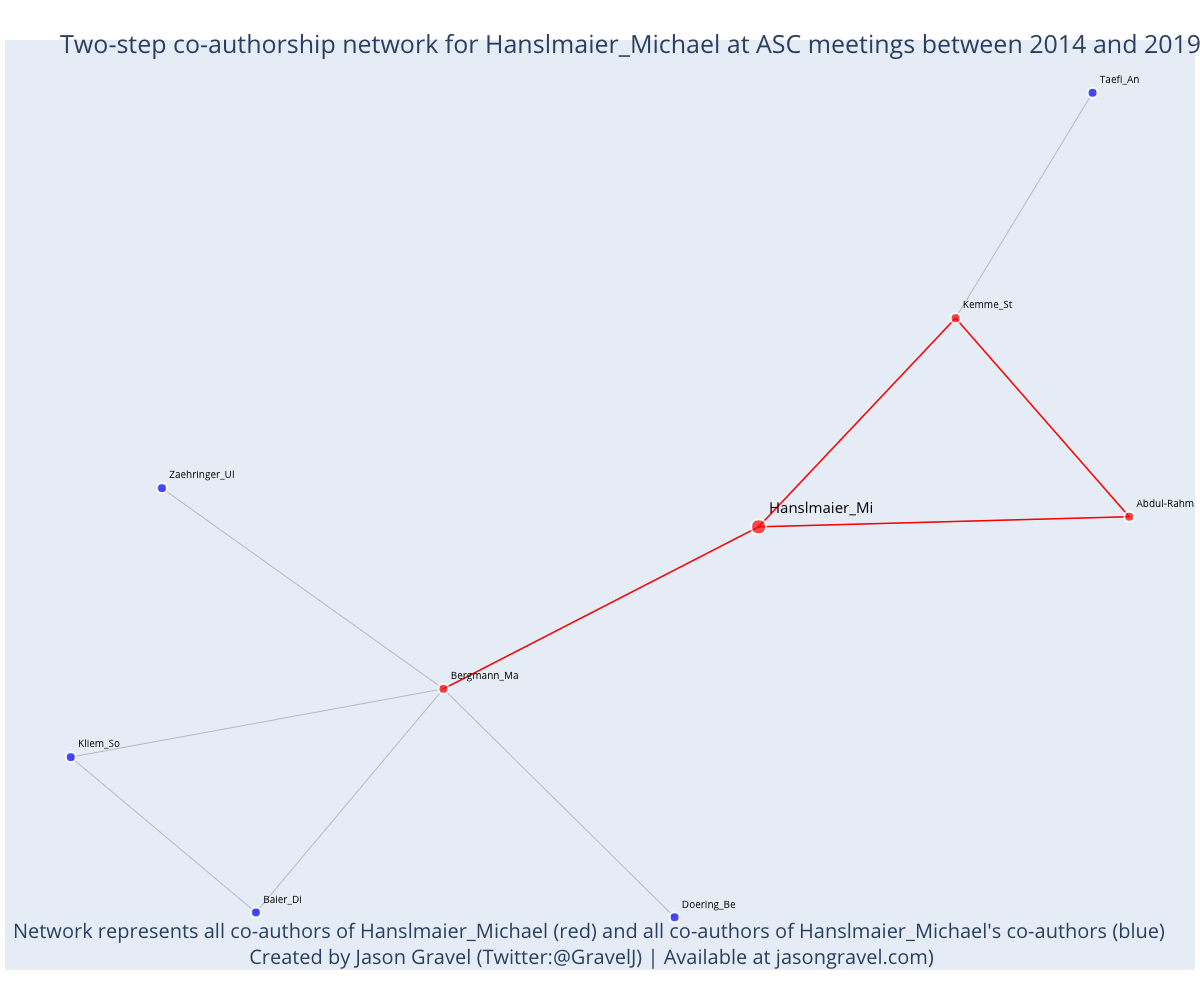 Two-step co-authorship network for Hanslmaier_Michael at ASC meetings between 2014 and 2019
Taefi_An
Kemme_St
Zaehringer_Ul
Hanslmaier_Mi
Abdul-Rahm
Bergmann_Ma
Kliem_So
Baier_Di
Doering_Be
Network represents all co-authors of Hanslmaier_Michael (red) and all co-authors of Hanslmaier_Michael's co-authors (blue)
Created by Jason Gravel (Twitter:@GravelJ) | Available at jasongravel.com)